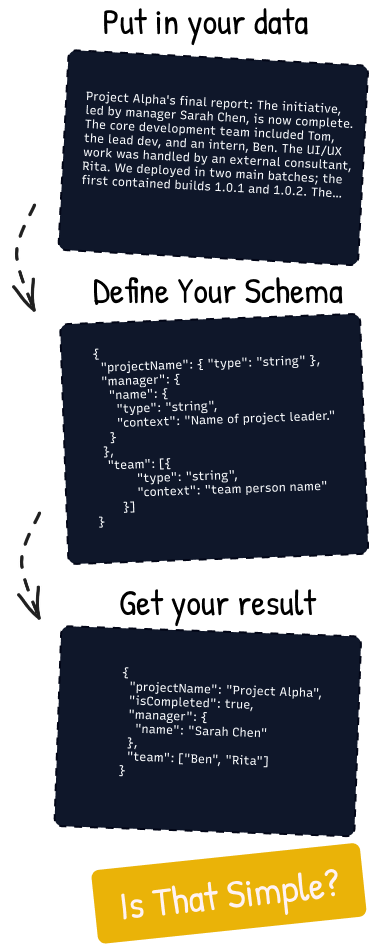 Put in your data
Project Alpha's final report: The initiative,
led by manager Sarah Chen, is now complete.
The core development team included Tom,
the lead dev, and an intern, Ben. The UI/UX
work was handled by an external consultant,
Rita. We deployed in two main batches; the
first contained builds 1.0.1 and 1.0.2. The...
Define Your Schema
{
"projectName": { "type": "string" },
"manager": {
"name": {
"type": "string",
"context": "Name of project leader."
}
},
"team": [{
"type": "string",
"context": "team person name"
}]
}
Get your result
{
"projectName": "Project Alpha",
"isCompleted": true,
"manager": {
"name": "Sarah Chen"
},
"team": ["Ben", "Rita"]
}
Is That Simple?